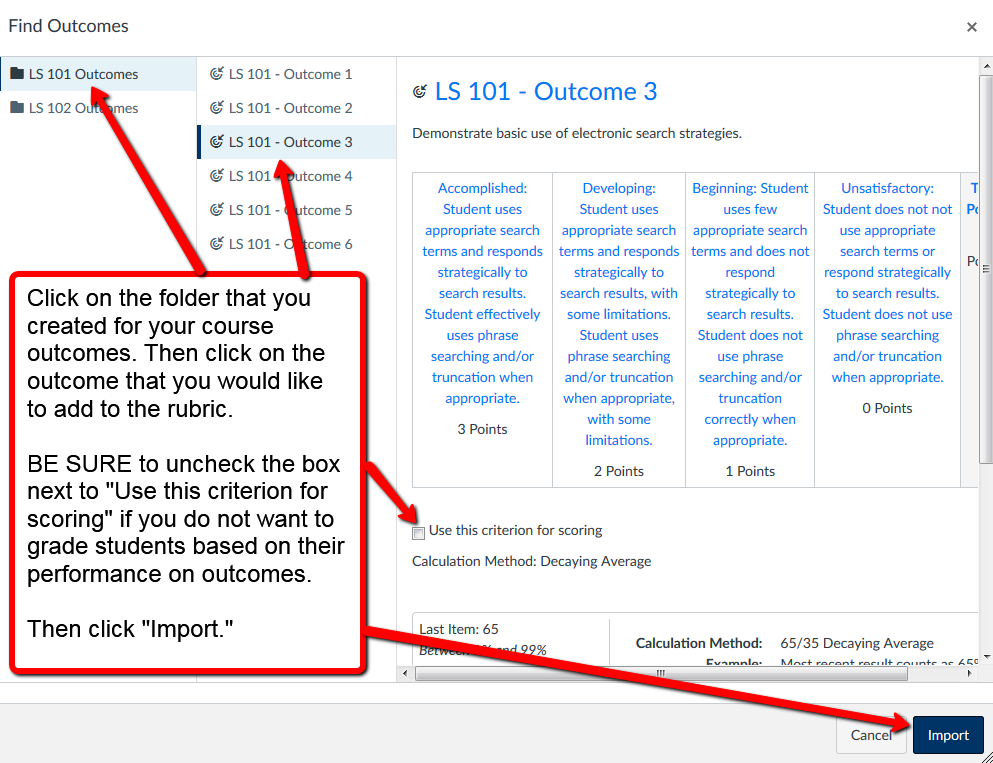 Find Outcomes
LS 101 Outcomes
LS 102 Outcomes
LS 101 - Outcome 1
LS 101 - Outcome 2
LS 101 - Outcome 3
LS 101 - Outcome 4
LS 101 - Outcome 5
LS 101 - Outcome 6
Click on the folder that you
created for your course
outcomes. Then click on the
outcome that you would like
to add to the rubric.
BE SURE to uncheck the box
next to "Use this criterion for
scoring" if you do not want to
grade students based on their
performance on outcomes.
Then click "Import."
LS 101 - Outcome 3
Demonstrate basic use of electronic search strategies.
Accomplished:
Student uses
appropriate search
terms and responds
strategically to
search results.
Student effectively
uses phrase
searching and/or
truncation when
appropriate.
3 Points
Developing:
Student uses
appropriate search
terms and responds
strategically to
search results, with
some limitations.
Student uses
phrase searching
and/or truncation
when appropriate,
with some
limitations.
2 Points
Beginning: Student
uses few
appropriate search
terms and does not
respond
strategically to
search results.
Student does not
use phrase
searching and/or
truncation
correctly when
appropriate.
1 Points
Unsatisfactory:
Student does not not
use appropriate
search terms or
respond strategically
to search results.
Student does not use
phrase searching
and/or truncation
when appropriate.
0 Points
Use this criterion for scoring
Calculation Method: Decaying Average
Last Item: 65
Between and 99%
Calculation Method: 65/35 Decaying Average
Example: Most recent result counts as 65%
Cancel
Import